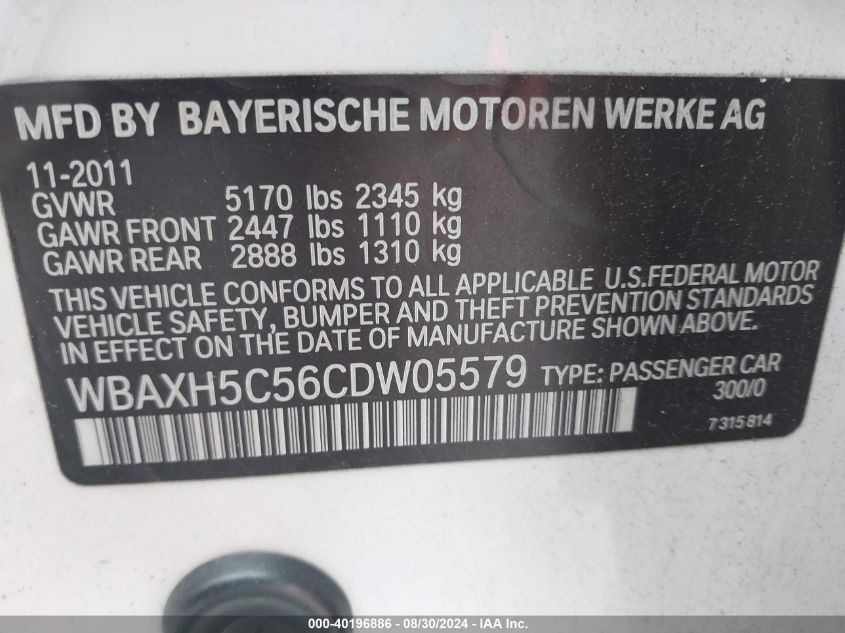 MFD BY BAYERISCHE MOTOREN WERKE AG
11-2011
GVWR 5170 lbs 2345 kg
GAWR FRONT 2447 lbs 1110 kg
GAWR REAR 2888 lbs 1310 kg
THIS VEHICLE CONFORMS TO ALL APPLICABLE U.S.FEDERAL MOTOR
VEHICLE SAFETY, BUMPER AND THEFT PREVENTION STANDARDS
IN EFFECT ON THE DATE OF MANUFACTURE SHOWN ABOVE.
WBAXH5C56CDW05579 TYPE: PASSENGER CAR
300/0
7315814
000-40196886 - 08/30/2024 - IAA Inc.